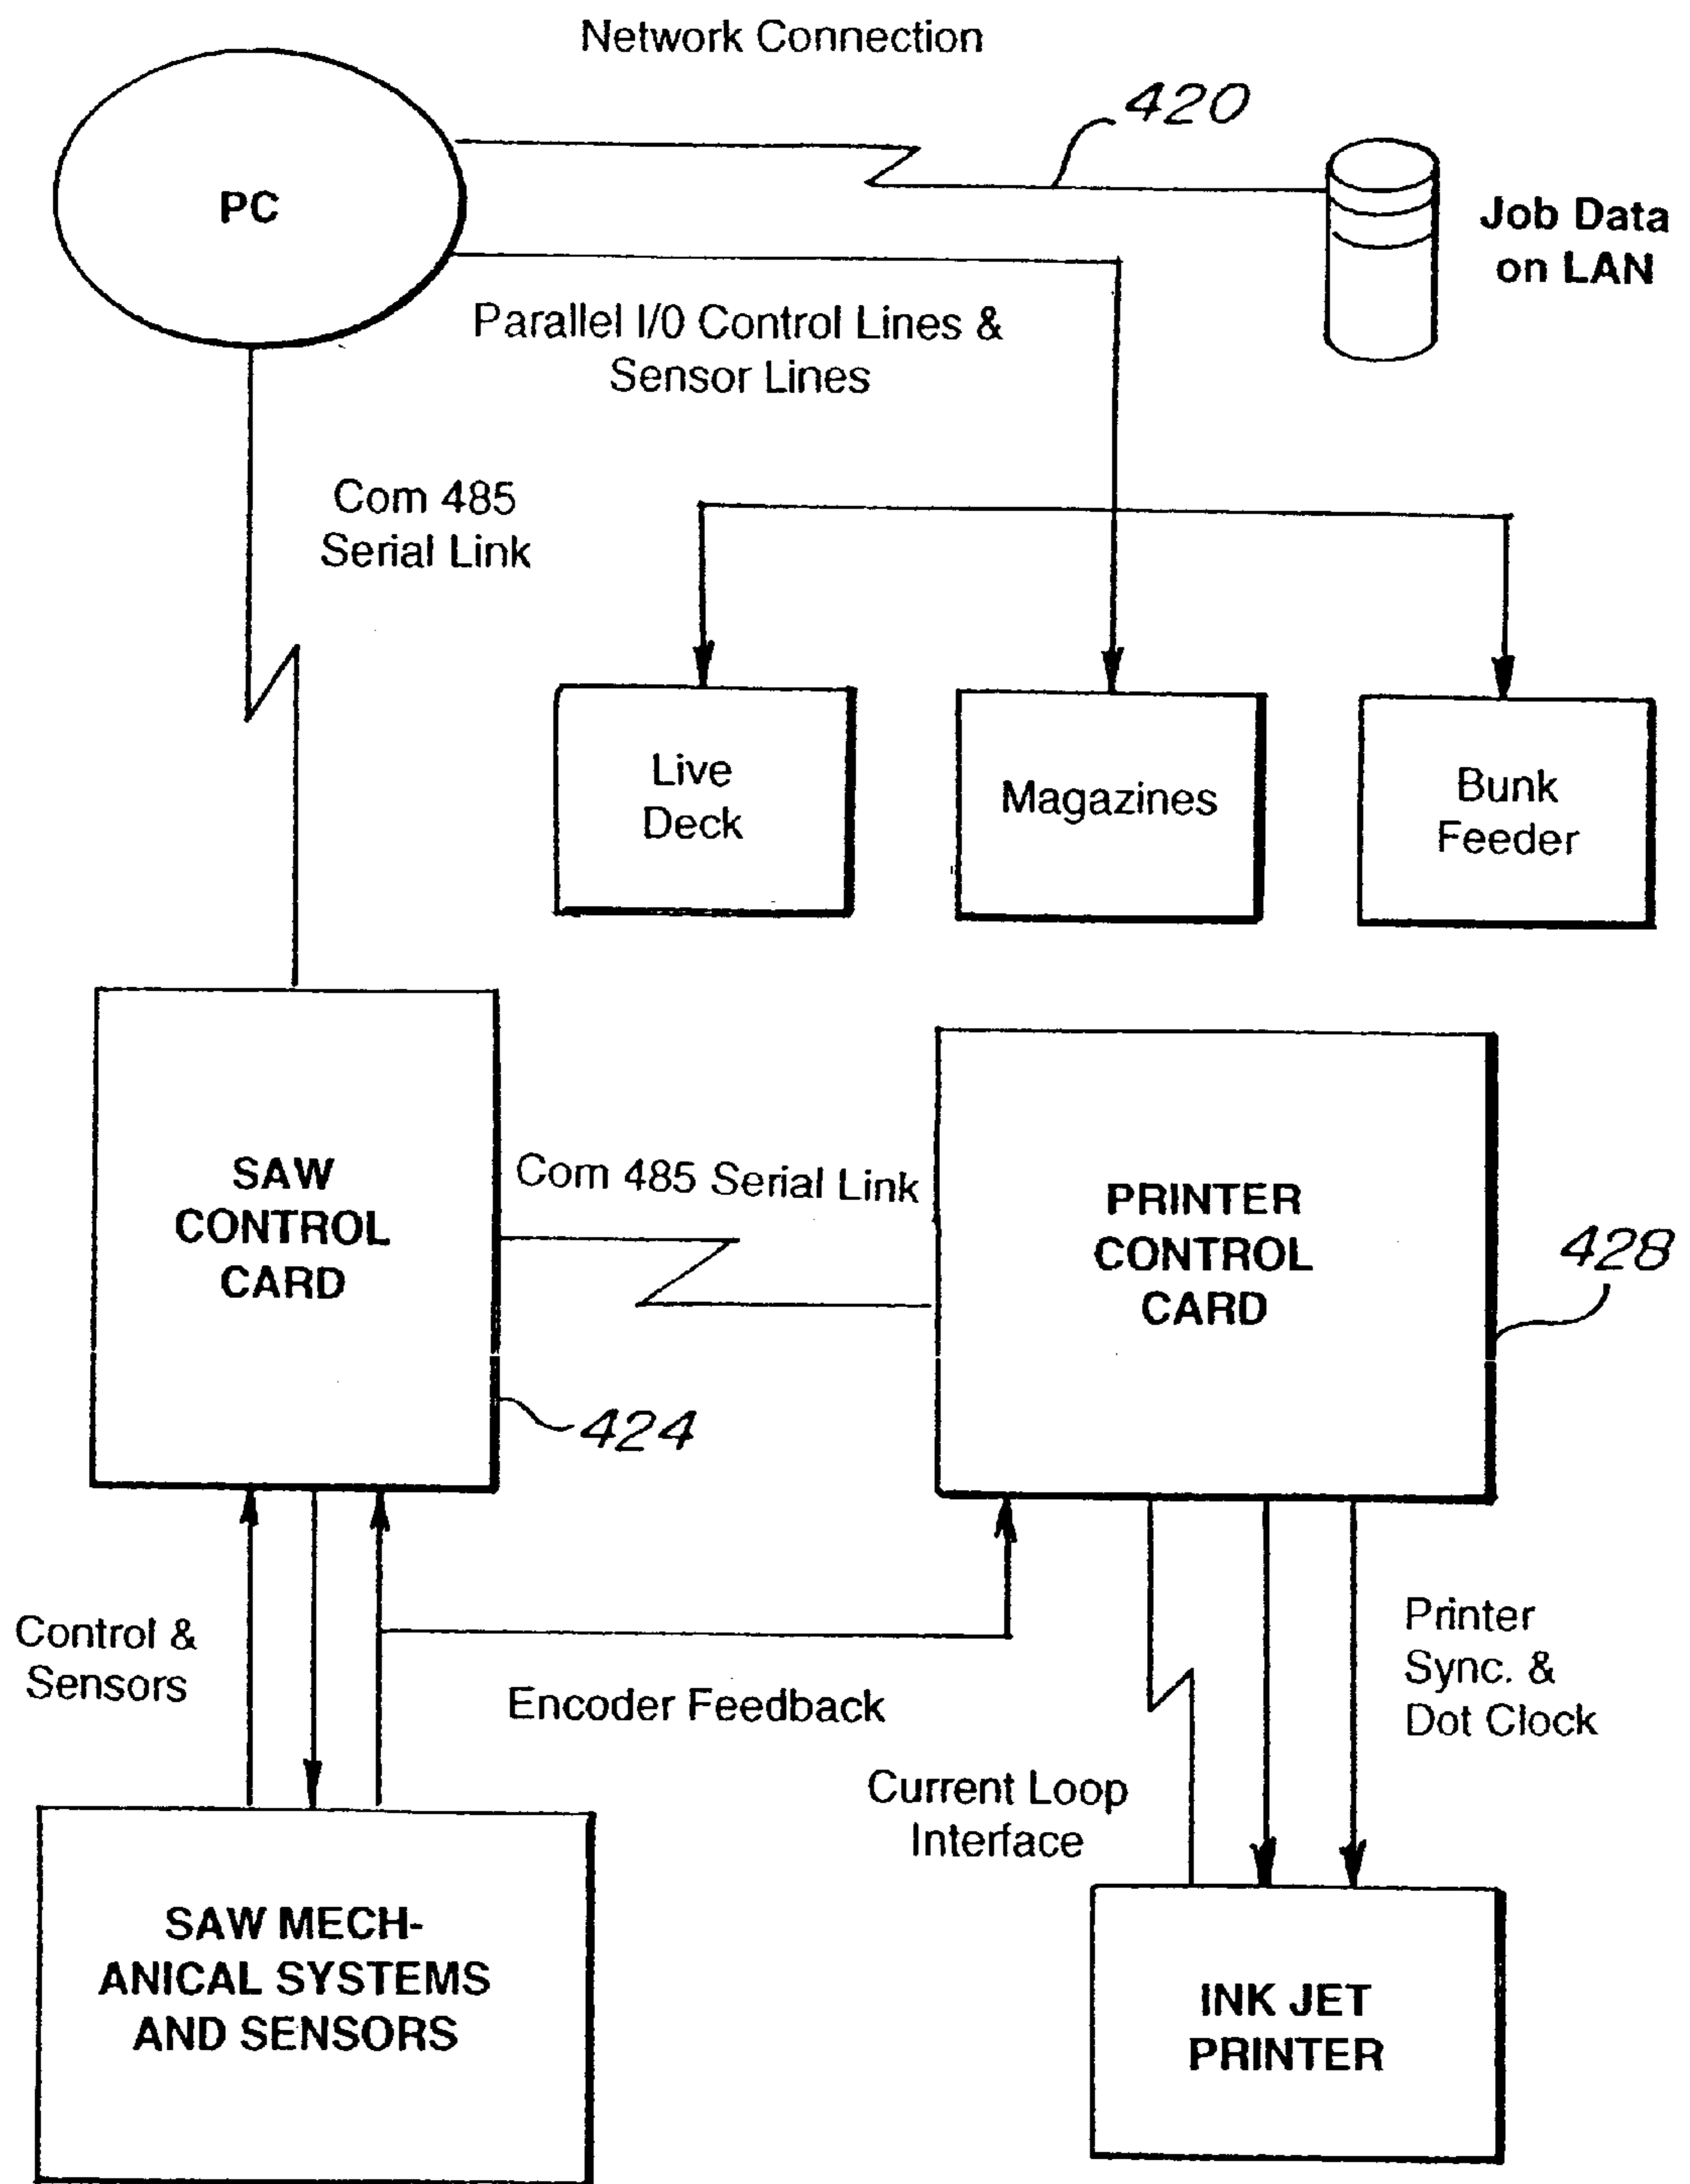 Network Connection
420
PC
Job Data
on LAN
Parallel I/0 Control Lines &
Sensor Lines
Com 485
Serial Link
Live
Deck
Magazines
Bunk
Feeder
SAW
CONTROL
CARD
Com 485 Serial Link
PRINTER
CONTROL
CARD
428
424
Control &
Sensors
Encoder Feedback
Printer
Sync. &
Dot Clock
Current Loop
Interface
SAW MECH-
ANICAL SYSTEMS
AND SENSORS
INK JET
PRINTER